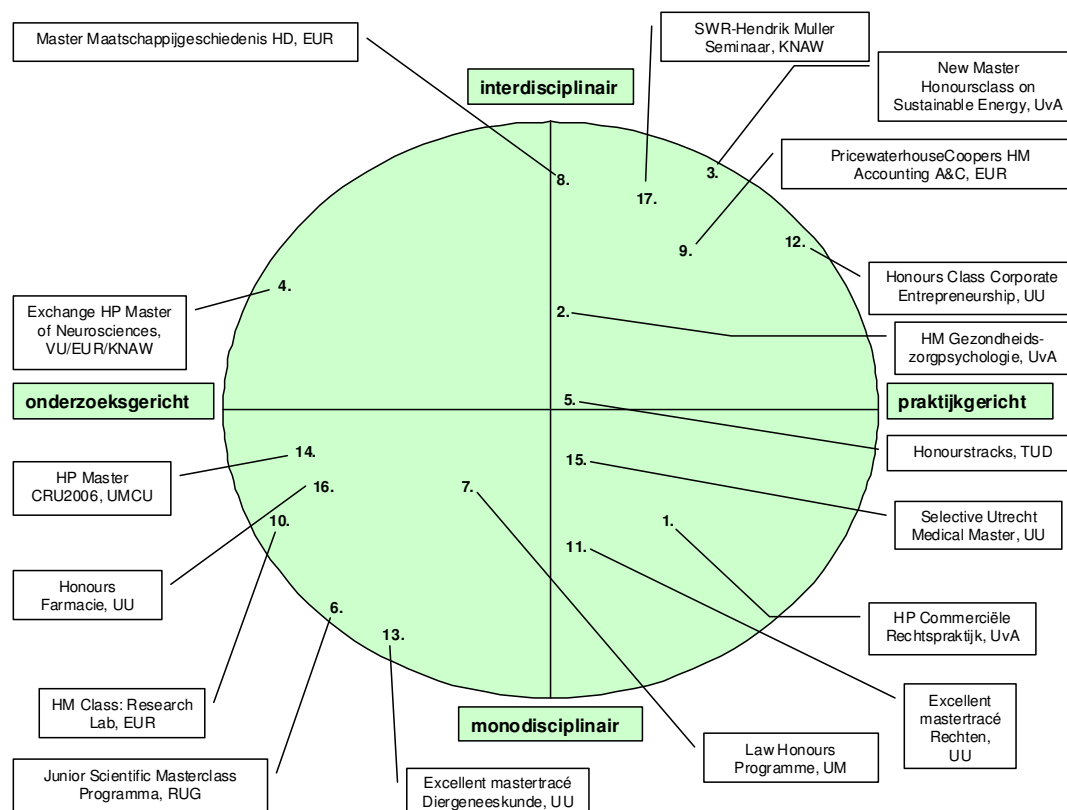 Master Maatschappijgeschiedenis HD, EUR
SWR-Hendrik Muller
Seminaar, KNAW
New Master
Honoursclass on
Sustainable Energy, UvA
interdisciplinair
PricewaterhouseCoopers HM
Accounting A&C, EUR
3.
8.
17.
12.
9.
4.
Honours Class Corporate
Entrepreneurship, UU
Exchange HP Master
of Neurosciences,
VU/EUR/KNAW
2.
HM Gezondheids-
zorgpsychologie, UvA
onderzoeksgericht
5.
praktijkgericht
14.
15.
Honourstracks, TUD
HP Master
CRU2006, UMCU
16.
7.
10.
1.
Selective Utrecht
Medical Master, UU
11.
Honours
Farmacie, UU
6.
13.
HP Commerciële
Rechtspraktijk, UvA
HM Class: Research
Lab, EUR
monodisciplinair
Excellent
mastertracé
Rechten,
UU
Junior Scientific Masterclass
Programma, RUG
Excellent mastertracé
Diergeneeskunde, UU
Law Honours
Programme, UM